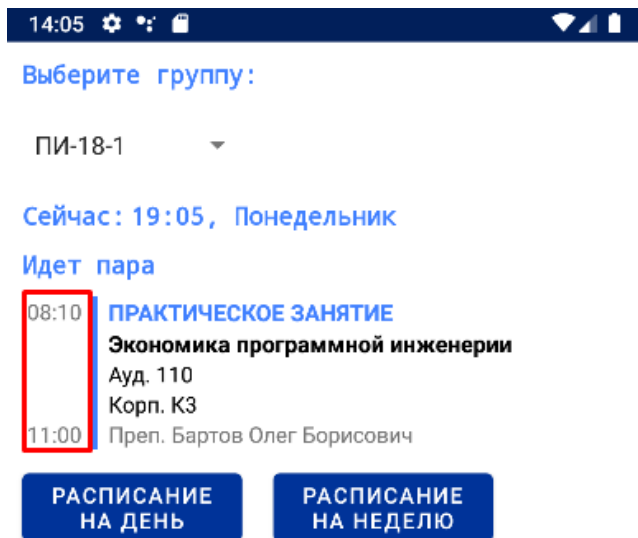 14:05
Выберите группу:
ПИ-18-1
Сейчас: 19:05, Понедельник
Идет пара
08:10 ПРАКТИЧЕСКОЕ ЗАНЯТИЕ
Экономика программной инженерии
Ауд. 110
Корп. К3
11:00 Преп. Бартов Олег Борисович
РАСПИСАНИЕ НА ДЕНЬ
РАСПИСАНИЕ НА НЕДЕЛЮ